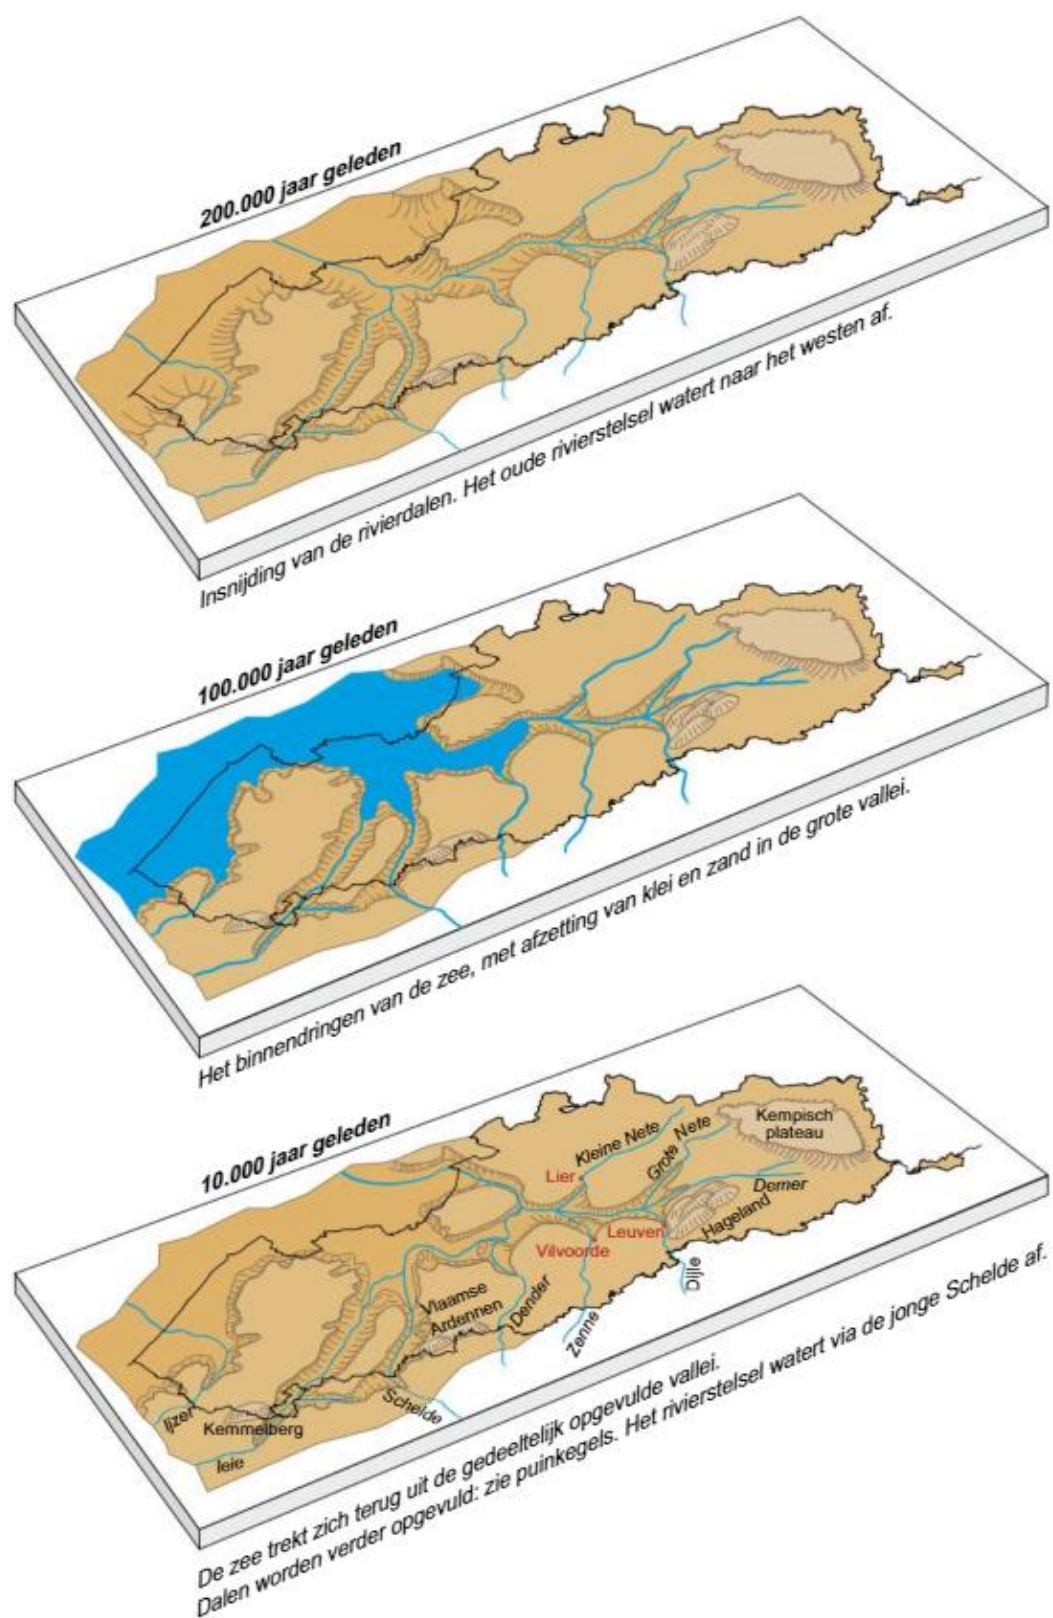 200.000 jaar geleden
Insnijding van de rivierdalen. Het oude rivierstelsel watert naar het westen af.
100.000 jaar geleden
Het binnendringen van de zee, met afzetting van klei en zand in de grote vallei.
10.000 jaar geleden
Kempisch
plateau
Kleine Nete
Grote Nete
Lier
Demer
Hageland
Leuven
Vilvoorde
Dijle
Vlaamse
Ardennen
Dender
Zenne
Schelde
Ijzer
Kemmelberg
leie
De zee trekt zich terug uit de gedeeltelijk opgevulde vallei.
Dalen worden verder opgevuld: zie puinkegels. Het rivierstelsel watert via de jonge Schelde af.